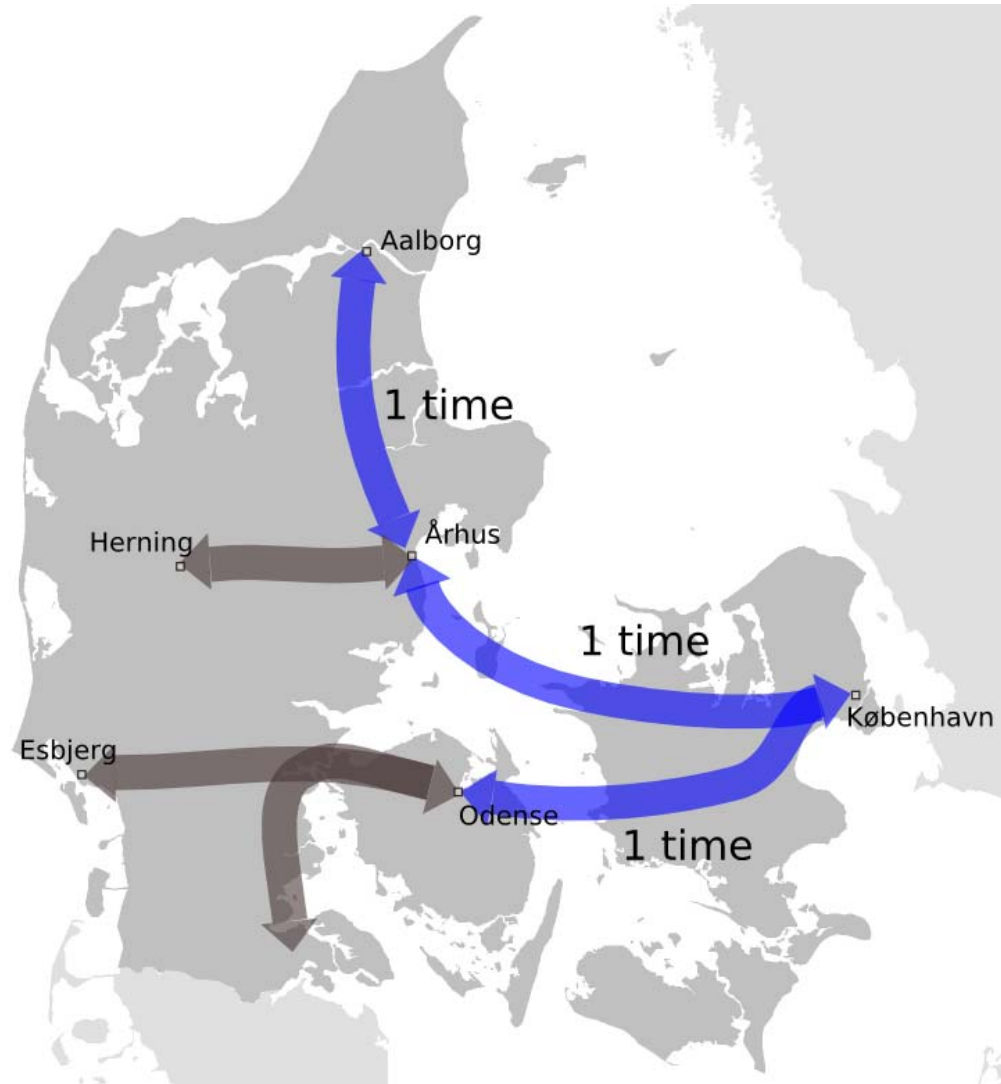 Aalborg
1 time
Herning
Århus
1 time
København
Esbjerg
Odense
1 time